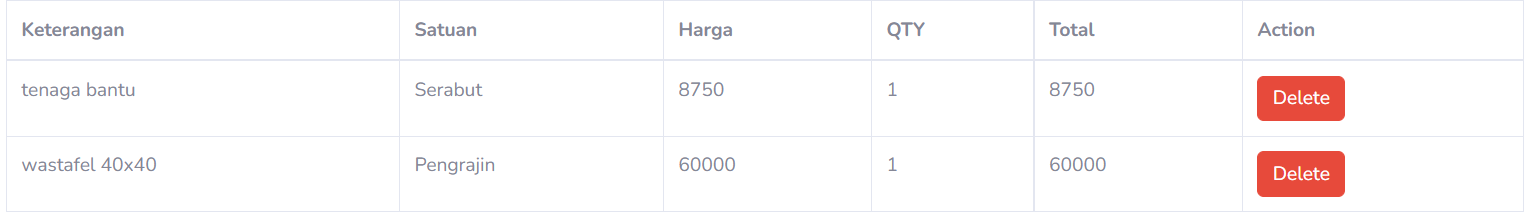 Keterangan Satuan Harga QTY Total Action
tenaga bantu Serabut 8750 1 8750 Delete
wastafel 40x40 Pengrajin 60000 1 60000 Delete